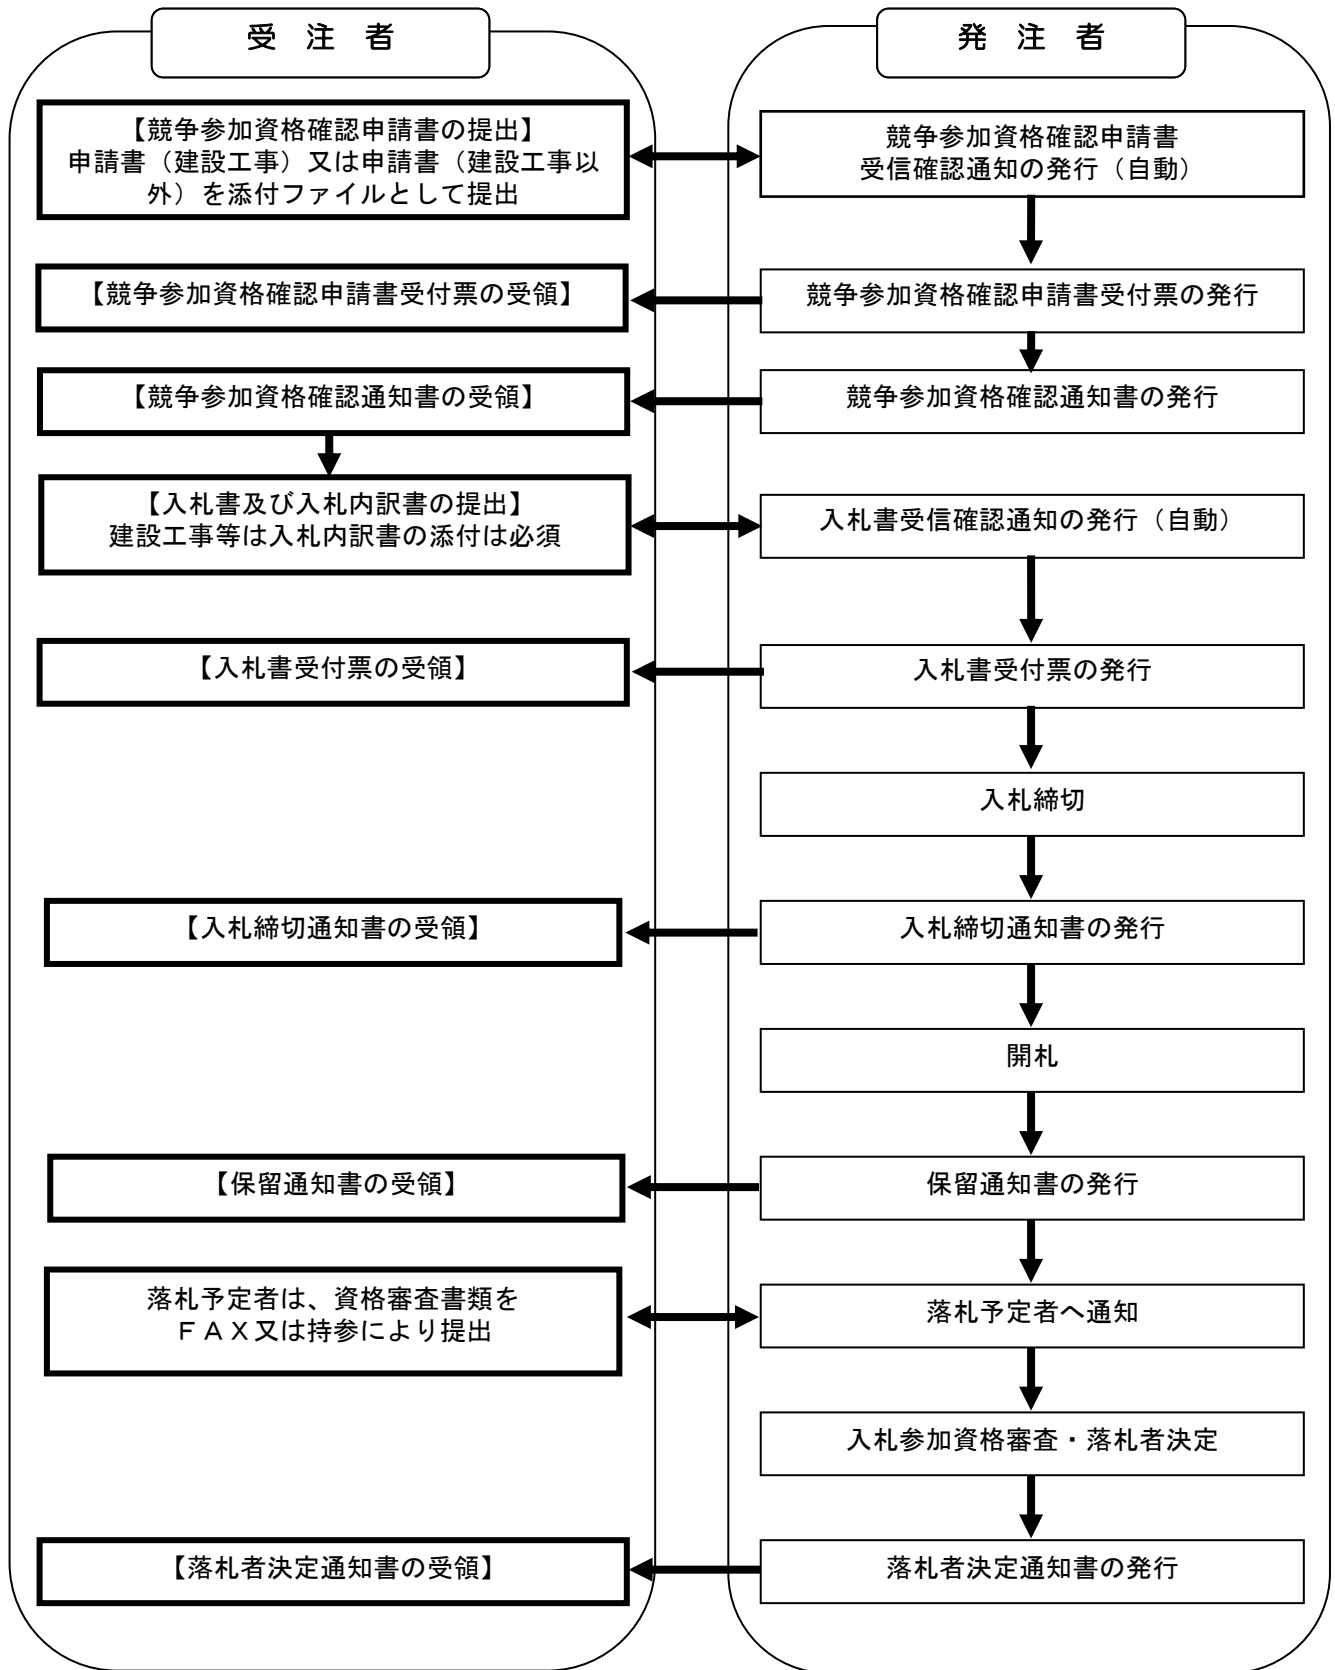 受 注 者
発 注 者
【競争参加資格確認申請書の提出】
申請書（建設工事）又は申請書（建設工事以
外）を添付ファイルとして提出
競争参加資格確認申請書
受信確認通知の発行（自動）
【競争参加資格確認申請書受付票の受領】
競争参加資格確認申請書受付票の発行
【競争参加資格確認通知書の受領】
競争参加資格確認通知書の発行
【入札書及び入札内訳書の提出】
建設工事等は入札内訳書の添付は必須
入札書受信確認通知の発行（自動）
【入札書受付票の受領】
入札書受付票の発行
入札締切
【入札締切通知書の受領】
入札締切通知書の発行
開札
【保留通知書の受領】
保留通知書の発行
落札予定者は、資格審査書類を
ＦＡＸ又は持参により提出
落札予定者へ通知
入札参加資格審査・落札者決定
【落札者決定通知書の受領】
落札者決定通知書の発行